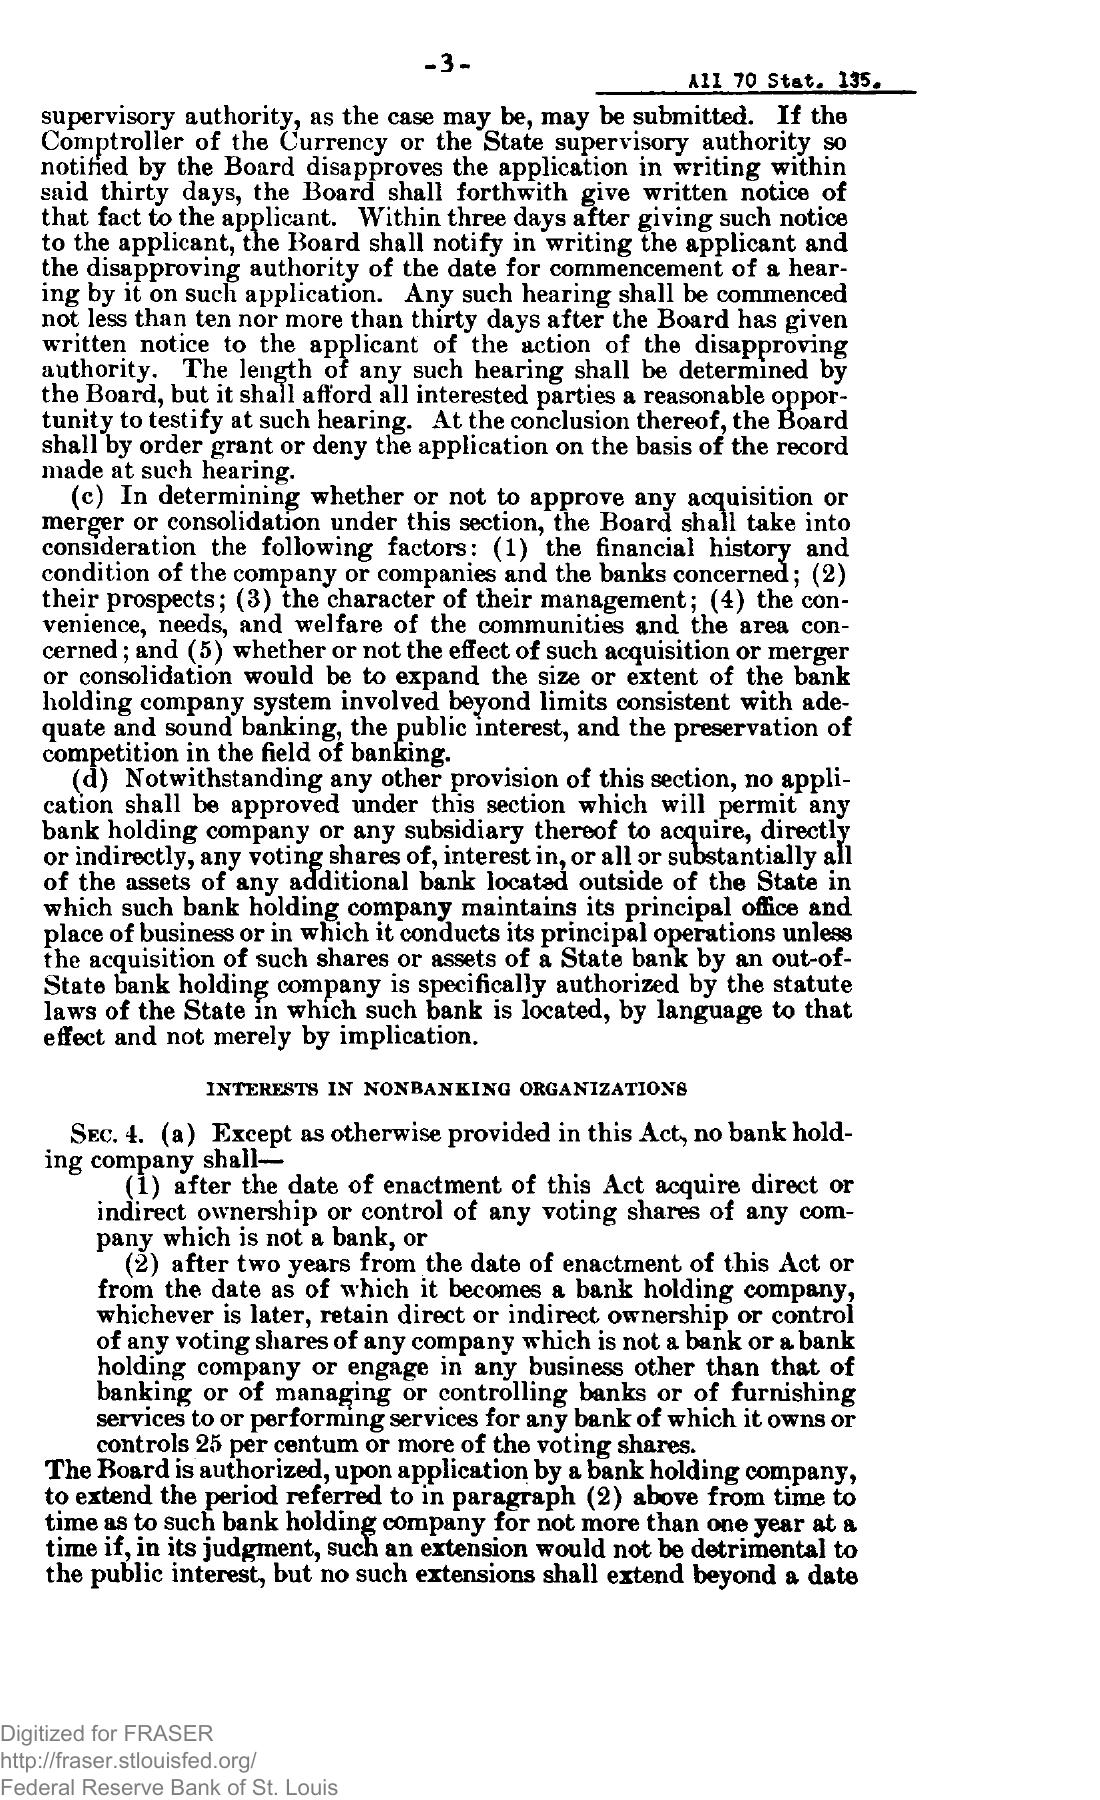 -3-
All 70 Stat. 135.
supervisory authority, as the case may be, may be submitted. If the
Comptroller of the Currency or the State supervisory authority so
notified by the Board disapproves the application in writing within
said thirty days, the Board shall forthwith give written notice of
that fact to the applicant. Within three days after giving such notice
to the applicant, the Board shall notify in writing the applicant and
the disapproving authority of the date for commencement of a hear-
ing by it on such application. Any such hearing shall be commenced
not less than ten nor more than thirty days after the Board has given
written notice to the applicant of the action of the disapproving
authority. The length of any such hearing shall be determined by
the Board, but it shall afford all interested parties a reasonable oppor-
tunity to testify at such hearing. At the conclusion thereof, the Board
shall by order grant or deny the application on the basis of the record
made at such hearing.
(c) In determining whether or not to approve any acquisition or
merger or consolidation under this section, the Board shall take into
consideration the following factors: (1) the financial history and
condition of the company or companies and the banks concerned; (2)
their prospects; (3) the character of their management; (4) the con-
venience, needs, and welfare of the communities and the area con-
cerned; and (5) whether or not the effect of such acquisition or merger
or consolidation would be to expand the size or extent of the bank
holding company system involved beyond limits consistent with ade-
quate and sound banking, the public interest, and the preservation of
competition in the field of banking.
(d) Notwithstanding any other provision of this section, no appli-
cation shall be approved under this section which will permit any
bank holding company or any subsidiary thereof to acquire, directly
or indirectly, any voting shares of, interest in, or all or substantially all
of the assets of any additional bank located outside of the State in
which such bank holding company maintains its principal office and
place of business or in which it conducts its principal operations unless
the acquisition of such shares or assets of a State bank by an out-of-
State bank holding company is specifically authorized by the statute
laws of the State in which such bank is located, by language to that
effect and not merely by implication.
INTERESTS IN NONBANKING ORGANIZATIONS
SEC. 4. (a) Except as otherwise provided in this Act, no bank hold-
ing company shall—
(1) after the date of enactment of this Act acquire direct or
indirect ownership or control of any voting shares of any com-
pany which is not a bank, or
(2) after two years from the date of enactment of this Act or
from the date as of which it becomes a bank holding company,
whichever is later, retain direct or indirect ownership or control
of any voting shares of any company which is not a bank or a bank
holding company or engage in any business other than that of
banking or of managing or controlling banks or of furnishing
services to or performing services for any bank of which it owns or
controls 25 per centum or more of the voting shares.
The Board is authorized, upon application by a bank holding company,
to extend the period referred to in paragraph (2) above from time to
time as to such bank holding company for not more than one year at a
time if, in its judgment, such an extension would not be detrimental to
the public interest, but no such extensions shall extend beyond a date
Digitized for FRASER
http://fraser.stlouisfed.org/
Federal Reserve Bank of St. Louis